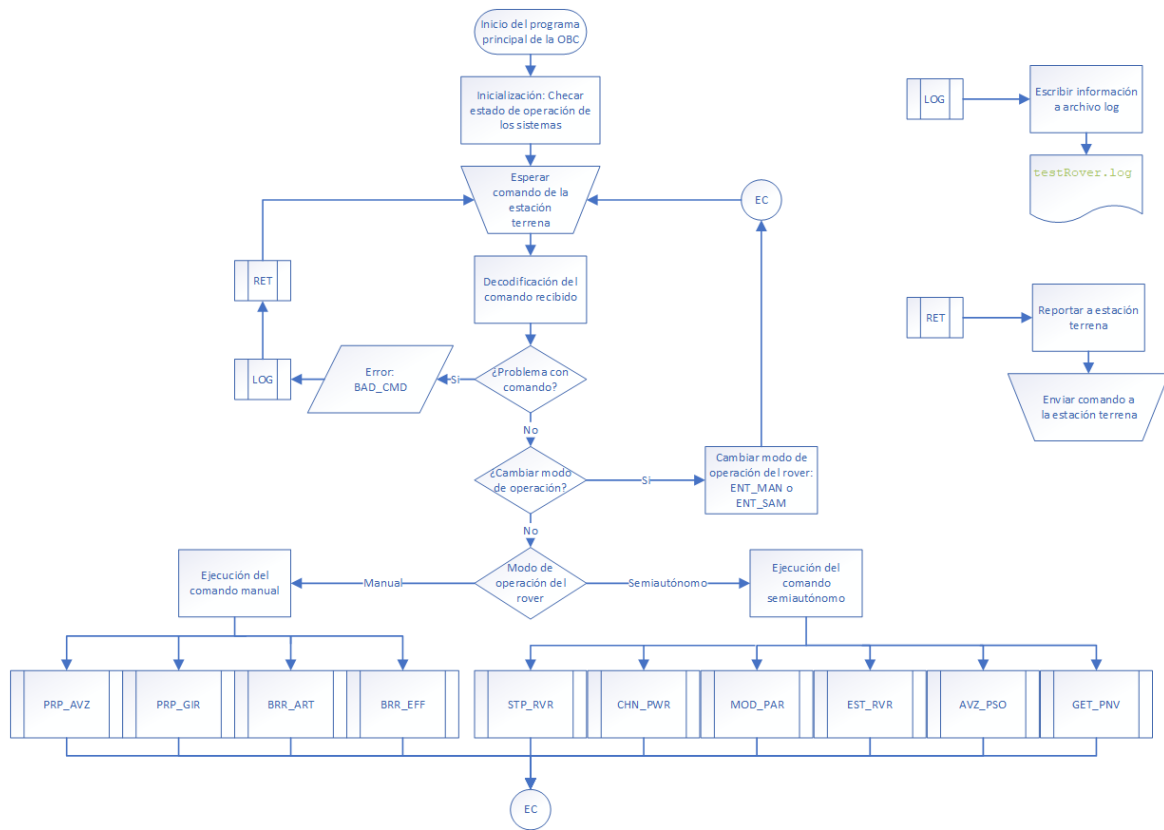 Inicio del programa
principal de la OBC
Inicialización: Checar
estado de operación de
los sistemas
Esperar
comando de la
estación
terrena
EC
Decodificación del
comando recibido
RET
LOG
Error:
BAD_CMD
Si
¿Problema con
comando?
No
¿Cambiar modo
de operación?
Si
Cambiar modo de
operación del rover:
ENT_MAN o
ENT_SAM
No
Modo de
operación del
rover
Manual
Semiautónomo
Ejecución del
comando manual
Ejecución del
comando
semiautónomo
PRP_AVZ
PRP_GIR
BRR_ART
BRR_EFF
STP_RVR
CHN_PWR
MOD_PAR
EST_RVR
AVZ_PSO
GET_PNV
EC
LOG
Escribir información
a archivo log
testRover.log
RET
Reportar a estación
terrena
Enviar comando a
la estación terrena